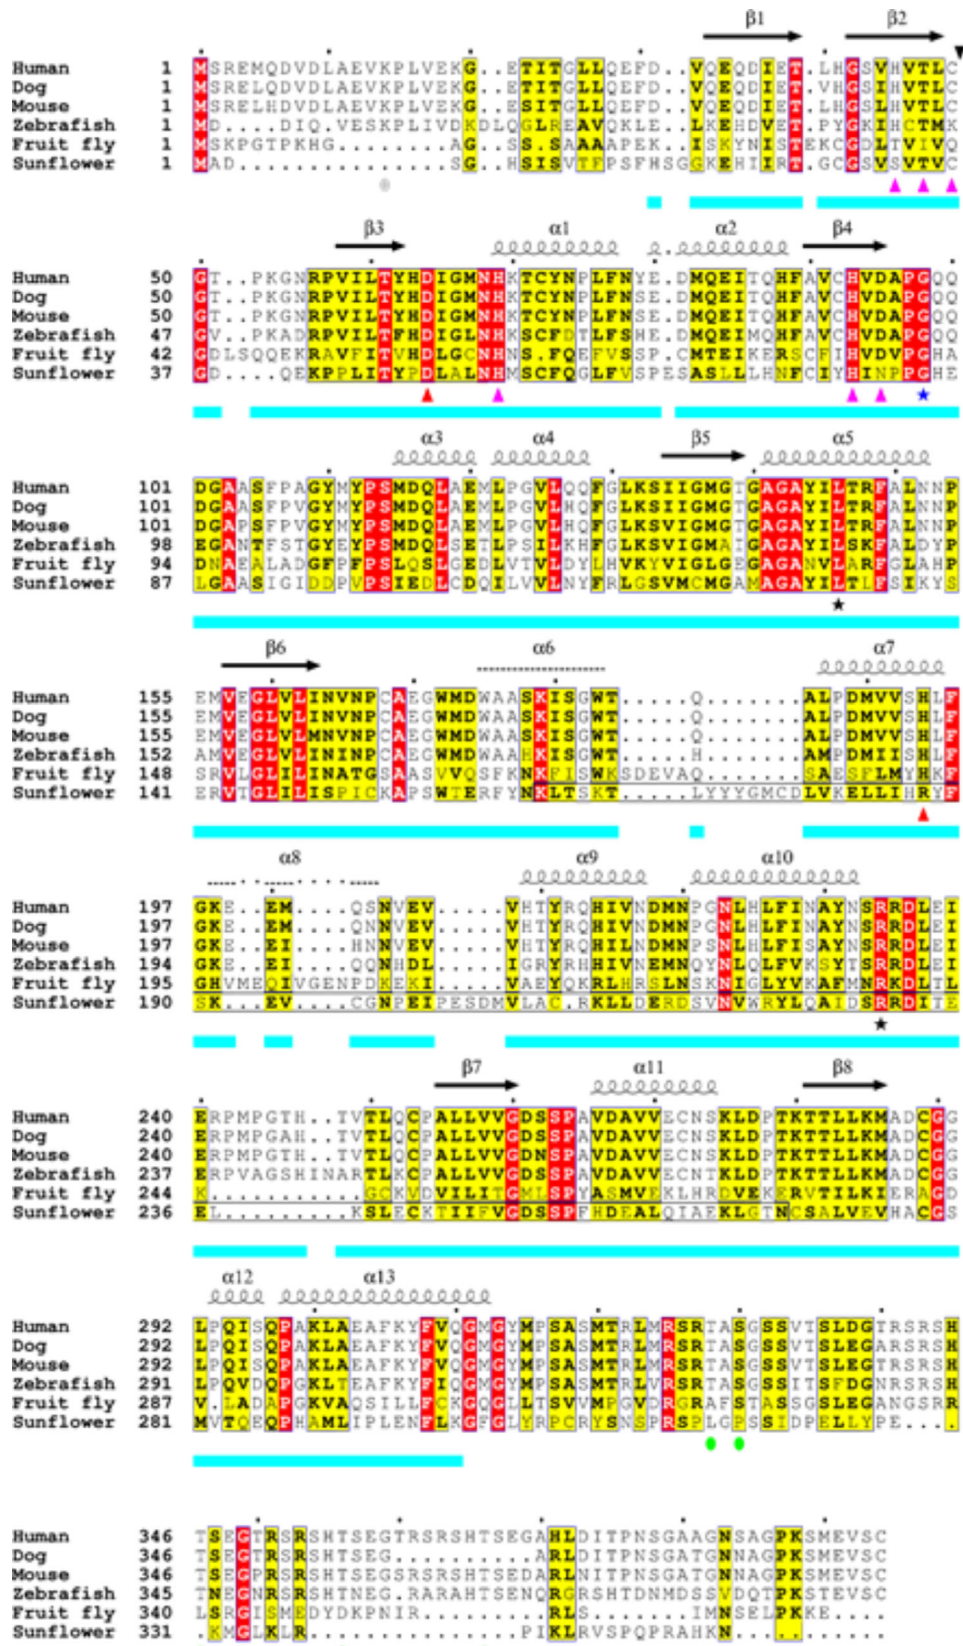 β1 β2
Human 1 MSREMQDVDLAEVKPLVEKG..ETITGLLQEFD..VQEQDIET.LHGSVHVTLC
Dog 1 MSRELQDVDLAEVKPLVEKG..ETITGLLQEFD..VQEQDIET.VHGSIHVTLC
Mouse 1 MSRELHDVDLAEVKPLVEKG..ESITGLLQEFD..VQEQDIET.LHGSLHVTLC
Zebrafish 1 MD....DIQ.VESKPLIVDKDLQGLREAVQKLE..LKEHDVET.PYGKIHCTMK
Fruit fly 1 MSKPGTPKHG........AG..SS.SAAAAPEK..ISKYNISTEKCGDLTVIVQ
Sunflower 1 MAD...............SG..HSISVTFPSFHSGGKEHIIRT.GCGSVSVTVC
β3 α1 α2 β4
Human 50 GT..PKGNRPVILTYHDIGMNHKTCYNPLFNYE.DMQEITQHFAVCHVDAPGQQ
Dog 50 GT..PKGNRPVILTYHDIGMNHKTCYNPLFNSE.DMQEITQHFAVCHVDAPGQQ
Mouse 50 GT..PKGNRPVILTYHDIGMNHKTCYNPLFNSE.DMQEITQHFAVCHVDAPGQQ
Zebrafish 47 GV..PKADRPVILTFHDIGLNHKSCFDTLFSHE.DMQEIMQHFAVCHVDAPGQQ
Fruit fly 42 GDLSQQEKRAVFITVHDLGCNHNS.FQEFVSSP.CMTEIKERSCFIHVDVPGHA
Sunflower 37 GD....QEKPPLITYPDLALNHMSCFQGLFVSPESASLLLHNFCIYHINPPGHE
α3 α4 β5 α5
Human 101 DGAASFPAGYMYPSMDQLAEMLPGVLQQFGLKSIIGMGTGAGAYILTRFALNNP
Dog 101 DGAPSFPVGYMYPSMDQLAEMLPGVLHQFGLKSIIGMGTGAGAYILTRFALNNP
Mouse 101 DGAPSFPVGYMYPSMDQLAEMLPGVLHQFGLKSVIGMGTGAGAYILTRFALNNP
Zebrafish 98 EGANTFSTGYEYPSMDQLSETLPSILKHFGLKSVIGMAIGAGAYILSKFALDYP
Fruit fly 94 DNAEALADGFPFPSLQSLGEDLVTVLNYLHVKYVIGLGEGAGANVLARFGLAHP
Sunflower 87 LGAASIGIDDPVPSIEDLCDQILVVLNYFRLGSVMCMGAMAGAYILTLFSIKYS
β6 α6 α7
Human 155 EMVEGLVLINVNPCAEGWMDWAASKISGWT.....Q.......ALPDMVVSHLF
Dog 155 EMVEGLVLINVNPCAEGWMDWAASKISGWT.....Q.......ALPDMVVSHLF
Mouse 155 EMVEGLVLMNVNPCAEGWMDWAASKISGWT.....Q.......ALPDMVVSHLF
Zebrafish 152 AMVEGLVLININPCAEGWMDWAAHKISGWT.....H.......AMPDMIISHLF
Fruit fly 148 SRVLGLILINATGSAASVVQSFKNKFISWKSDEVAQ.......SAESFLMYHKF
Sunflower 141 ERVTGLILISPICKAPSWTERFYNKLTSKT.....LYYYGMCDLVKELLIHRYF
α8 α9 α10
Human 197 GKE..EM....QSNVEV.....VHTYRQHIVNDMNPGNLHLFINAYNSRRDLEI
Dog 197 GKE..EM....QNNVEV.....VHTYRQHIVNDMNPSNLHLFINAYNSRRDLEI
Mouse 197 GKE..EI....HNNVEV.....VHTYRQHILNDMNPSNLHLFISAYNSRRDLEI
Zebrafish 194 GKE..EI....QQNHDL.....IGRYRHHIVNEMNQYNLQLFVKSYTSRRDLEI
Fruit fly 195 GHVMEQIVGENPDKEKI.....VAEYQKRLHRSLNSKNIGLYVKAFMNRKDLTL
Sunflower 190 SK...EV....CGNPEIPESDMVLAC.RKLLDERDSVNVWRYLQAIDSRRDITE
β7 α11 β8
Human 240 ERPMPGTH..TVTLQCPALLVVGDSSPAVDAVVECNSKLDPTKTTLLKMADCGG
Dog 240 ERPMPGAH..TVTLQCPALLVVGDSSPAVDAVVECNSKLDPTKTTLLKMADCGG
Mouse 240 ERPMPGTH..TVTLQCPALLVVGDNSPAVDAVVECNSKLDPTKTTLLKMADCGG
Zebrafish 237 ERPVAGSHINARTLKCPALLVVGDSSPAVDAVVECNTKLDPTKTTLLKMADCGG
Fruit fly 244 K...........GCKVDVILITGMLSPYASMVEKLHRDVEKERVTILKIERAGD
Sunflower 236 EL.........KSLECKTIIFVGDSSPFHDEALQIAEKLGTNCSALVEVHACGS
α12 α13
Human 292 LPQISQPAKLAEAFKYFVQGMGYMPSASMTRLMRSRTASGSSVTSLDGTRSRSH
Dog 292 LPQISQPAKLAEAFKYFVQGMGYMPSASMTRLMRSRTASGSSVTSLEGARSRSH
Mouse 292 LPQISQPAKLAEAFKYFVQGMGYMPSASMTRLMRSRTASGSSVTSLEGTRSRSH
Zebrafish 291 LPQVDQPGKLTEAFKYFIQGMGYMPSASMTRLVRSRTASGSSITSFDGNRSRSH
Fruit fly 287 V.LADAPGKVAQSILLFCKGQGLLTSVVMPGVDRGRAFSTASSGSLEGANGSRR
Sunflower 281 MVTQEQPHAMLIPLENFLKGFGLYRPCRYSNSPRSPLGPSSIDPELLYPE....
Human 346 TSEGTRSRSHTSEGTRSRSHTSEGAHLDITPNSGAAGNSAGPKSMEVSC
Dog 346 TSEGTRSRSHTSEG..........ARLDITPNSGATGNNAGPKSMEVSC
Mouse 346 TSEGPRSRSHTSEGSRSRSHTSEDARLNITPNSGATGNNAGPKSMEVSC
Zebrafish 345 TNEGNRSRSHTNEG.RARAHTSENQRGRSHTDNMDSSVDQTPKSTEVSC
Fruit fly 340 LSRGISMEDYDKPNIR........RLS......IMNSELPKKE.....
Sunflower 331 .KMGLKLR...............PIKLRVSPQPRAHKN..........